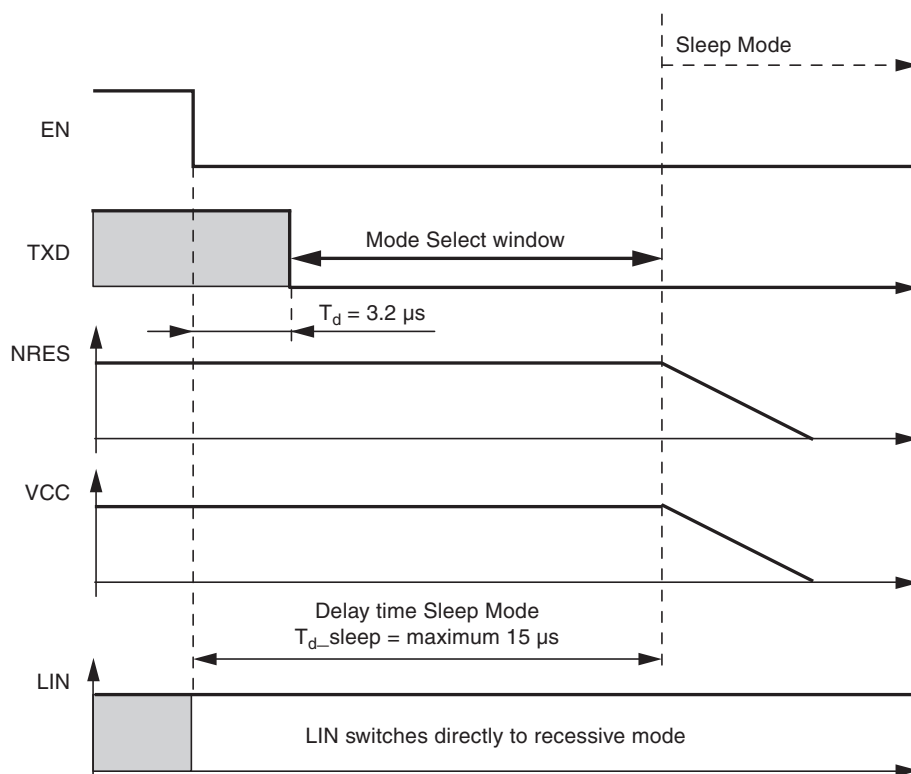 Sleep Mode
EN
TXD
Mode Select window
T_d = 3.2 µs
NRES
VCC
Delay time Sleep Mode
T_d_sleep = maximum 15 µs
LIN
LIN switches directly to recessive mode